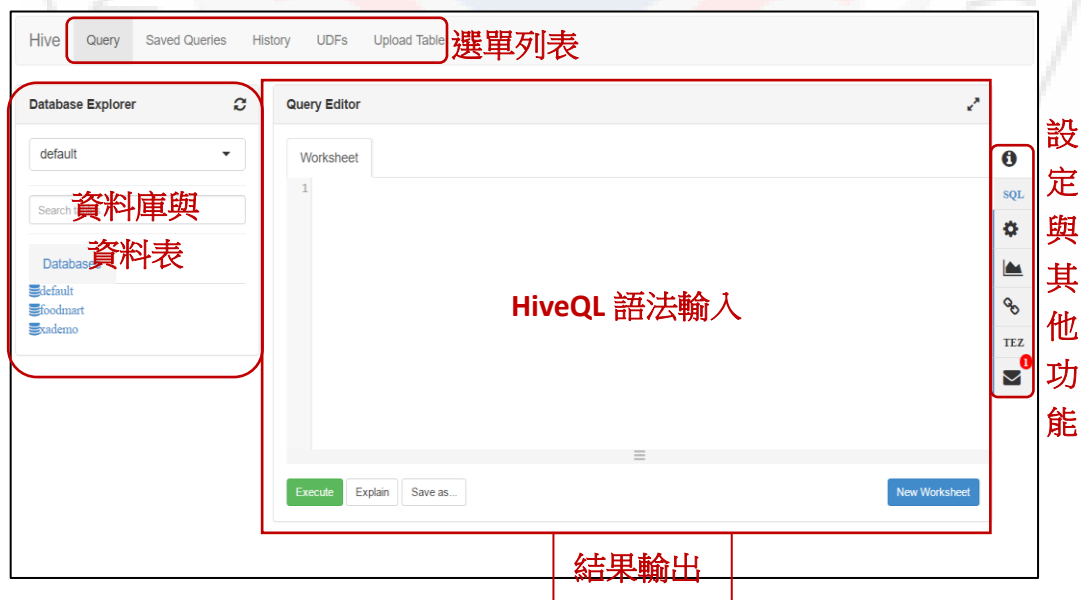 Hive Query Saved Queries History UDFs Upload Table 選單列表
Database Explorer
default
Search
資料庫與
資料表
Databases
default
foodmart
xademo
Query Editor
Worksheet
1
HiveQL 語法輸入
Execute Explain Save as... New Worksheet
結果輸出
SQL
TEZ
1
設定與其他功能